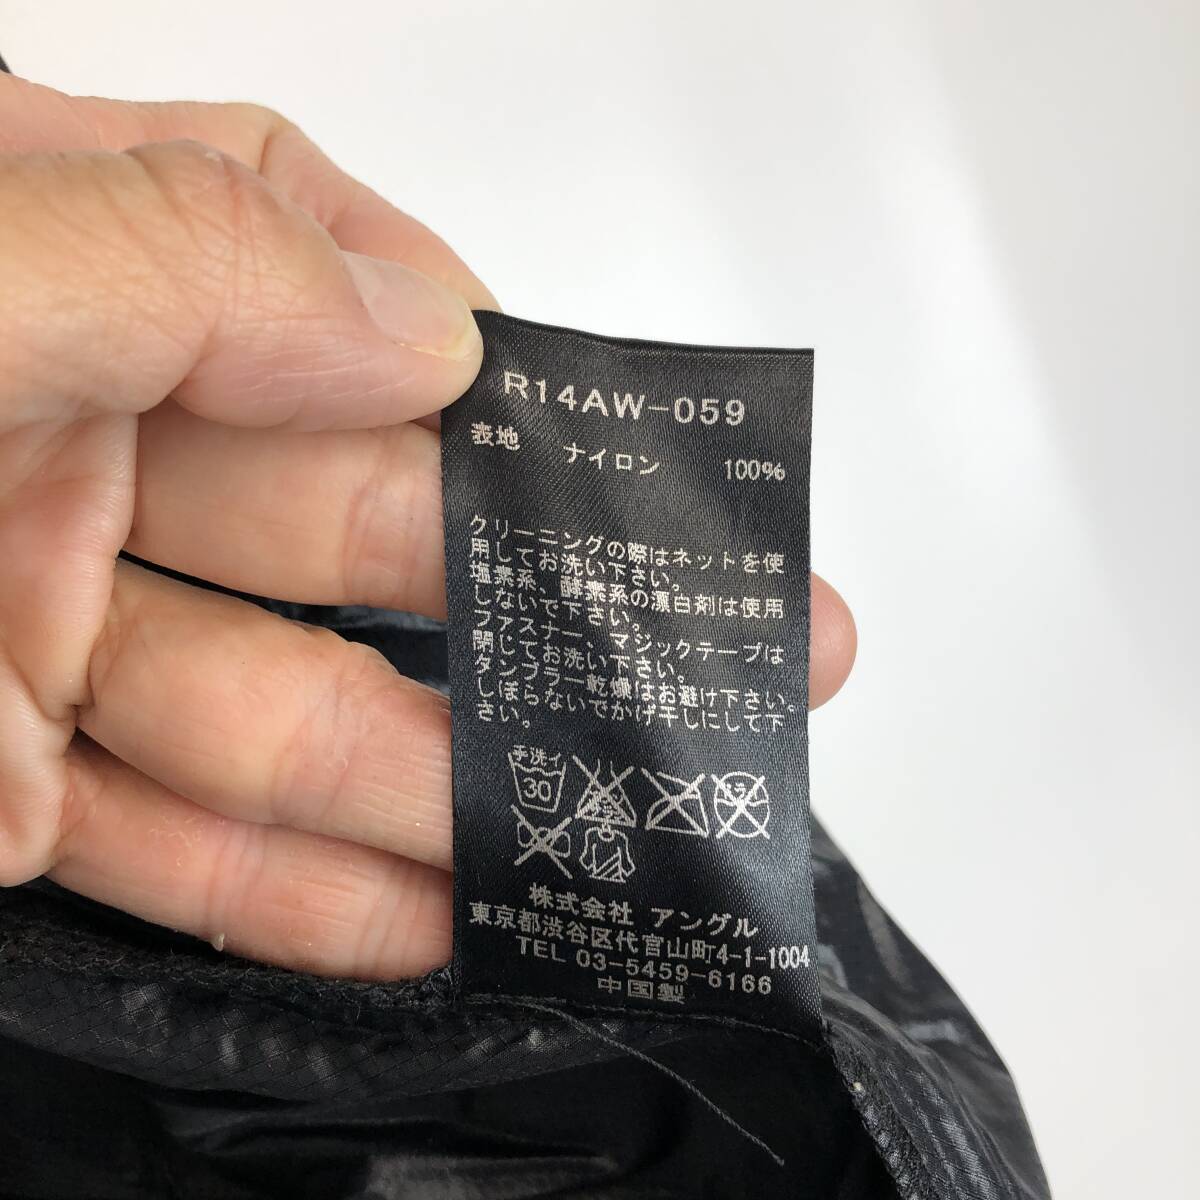 R14AW-059
表地 ナイロン 100%
クリーニングの際はネットを使
用してお洗い下さい。
塩素系、酵素系の漂白剤は使用
しないで下さい。
ファスナー、マジックテープは
閉じてお洗い下さい。
タンブラー乾燥はお避け下さい。
しぼらないでかげ干しにして下
さい。
手洗イ
30
株式会社 アングル
東京都渋谷区代官山町4-1-1004
TEL 03-5459-6166
中国製